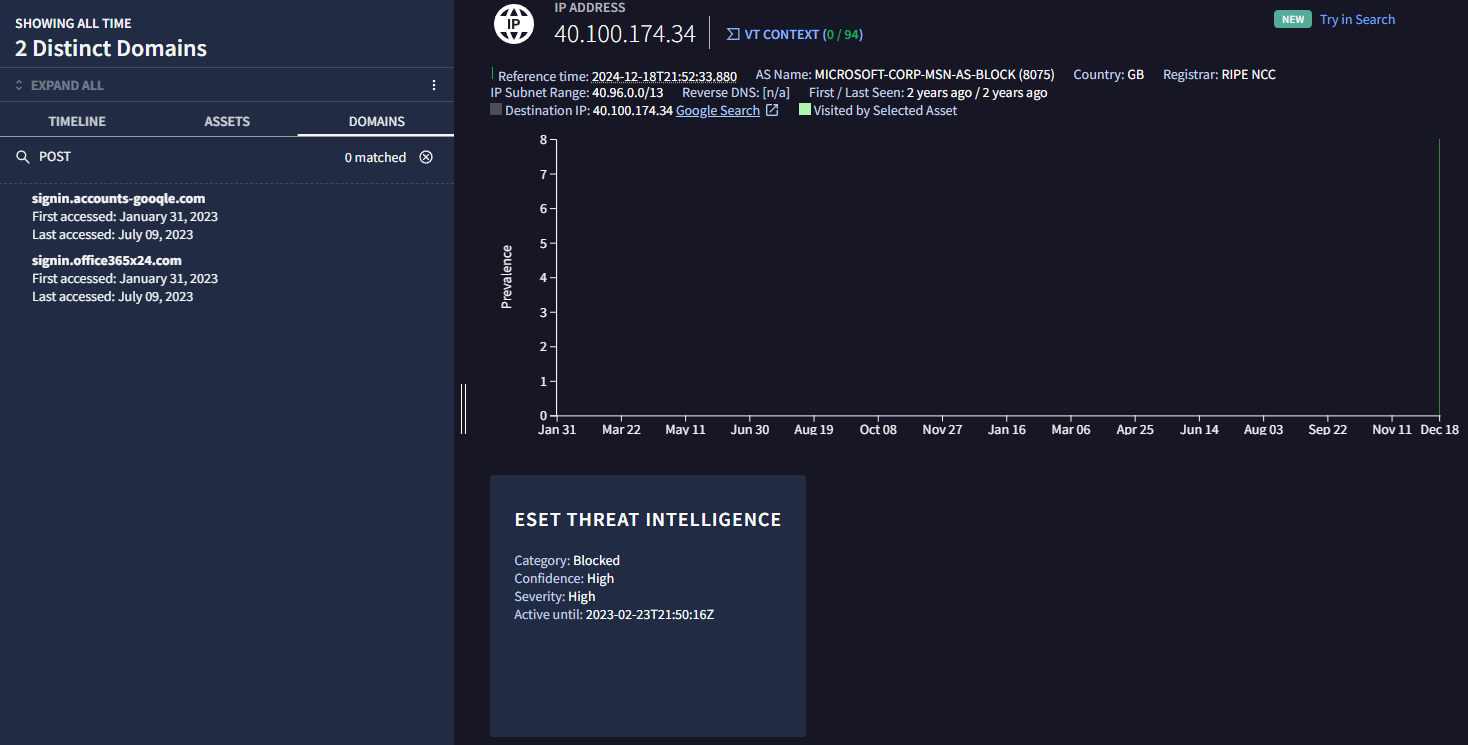 SHOWING ALL TIME
2 Distinct Domains
EXPAND ALL
TIMELINE ASSETS DOMAINS
POST 0 matched
signin.accounts-gooqle.com
First accessed: January 31, 2023
Last accessed: July 09, 2023
signin.office365x24.com
First accessed: January 31, 2023
Last accessed: July 09, 2023
IP
IP ADDRESS
40.100.174.34
VT CONTEXT (0 / 94)
NEW Try in Search
Reference time: 2024-12-18T21:52:33.880 AS Name: MICROSOFT-CORP-MSN-AS-BLOCK (8075) Country: GB Registrar: RIPE NCC
IP Subnet Range: 40.96.0.0/13 Reverse DNS: [n/a] First / Last Seen: 2 years ago / 2 years ago
Destination IP: 40.100.174.34 Google Search Visited by Selected Asset
Prevalence
8
7
6
5
4
3
2
1
0
Jan 31 Mar 22 May 11 Jun 30 Aug 19 Oct 08 Nov 27 Jan 16 Mar 06 Apr 25 Jun 14 Aug 03 Sep 22 Nov 11 Dec 18
ESET THREAT INTELLIGENCE
Category: Blocked
Confidence: High
Severity: High
Active until: 2023-02-23T21:50:16Z